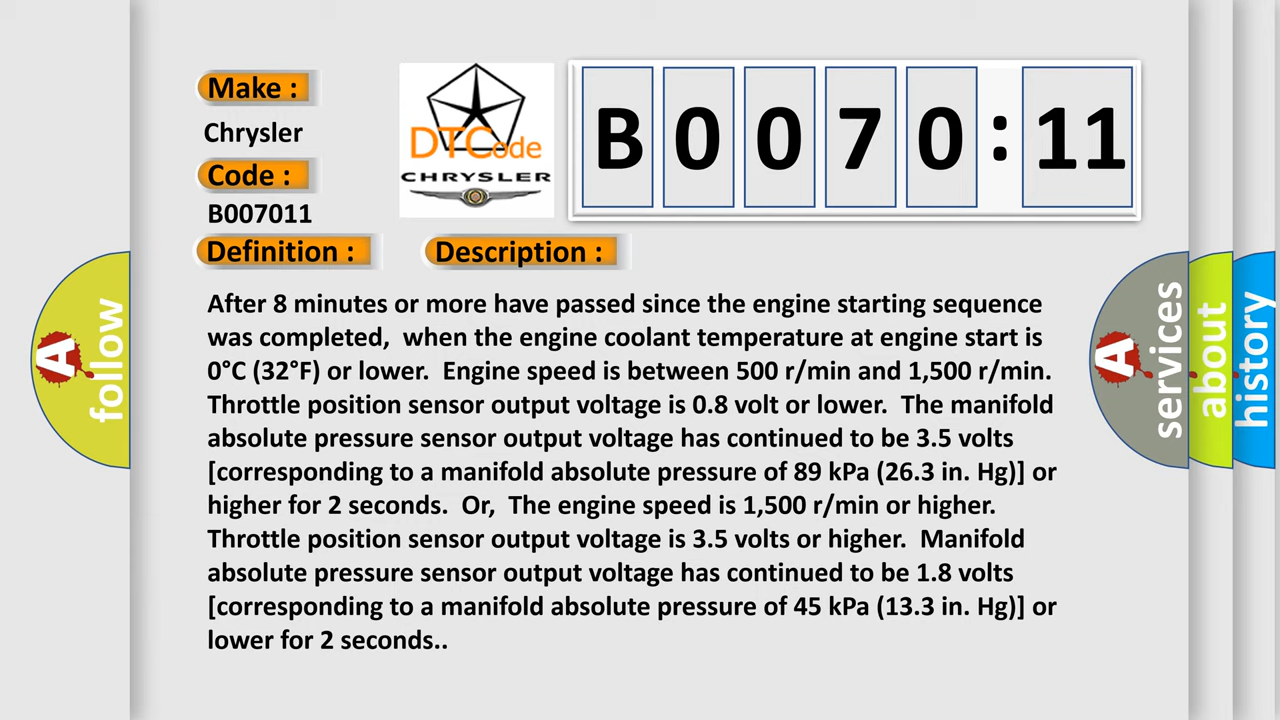 Make :
Chrysler
Code :
B007011
Definition :
Description :
DTCode
CHRYSLER
B 0 0 7 0 : 11
After 8 minutes or more have passed since the engine starting sequence
was completed,  when the engine coolant temperature at engine start is
0°C (32°F) or lower.  Engine speed is between 500 r/min and 1,500 r/min.
Throttle position sensor output voltage is 0.8 volt or lower.  The manifold
absolute pressure sensor output voltage has continued to be 3.5 volts
[corresponding to a manifold absolute pressure of 89 kPa (26.3 in. Hg)] or
higher for 2 seconds.  Or,  The engine speed is 1,500 r/min or higher.
Throttle position sensor output voltage is 3.5 volts or higher.  Manifold
absolute pressure sensor output voltage has continued to be 1.8 volts
[corresponding to a manifold absolute pressure of 45 kPa (13.3 in. Hg)] or
lower for 2 seconds..
A
follow
A
services
about
history